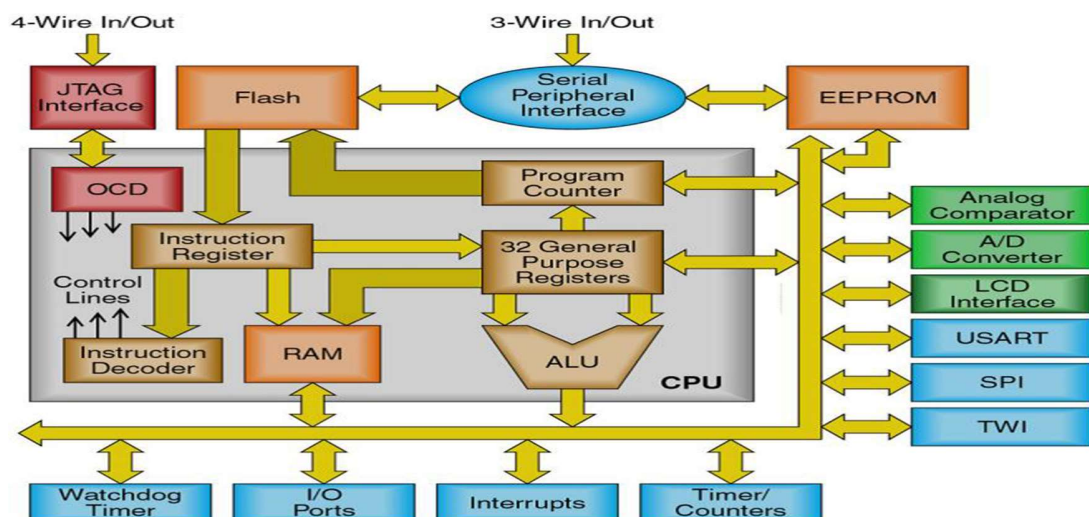 4-Wire In/Out
3-Wire In/Out
JTAG
Interface
Flash
Serial
Peripheral
Interface
EEPROM
OCD
Program
Counter
Analog
Comparator
Instruction
Register
32 General
Purpose
Registers
A/D
Converter
Control
Lines
LCD
Interface
Instruction
Decoder
RAM
ALU
CPU
USART
SPI
TWI
Watchdog
Timer
I/O
Ports
Interrupts
Timer/
Counters